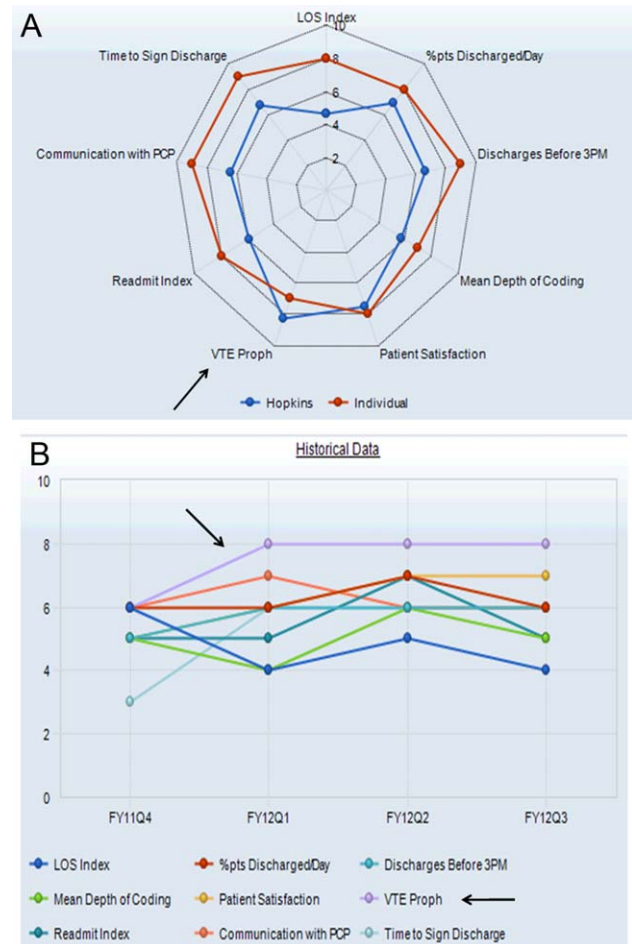 A
LOS Index
10
Time to Sign Discharge
%pts Discharged/Day
8
6
Communication with PCP
4
Discharges Before 3PM
2
Readmit Index
Mean Depth of Coding
VTE Proph
Patient Satisfaction
Hopkins Individual
B
Historical Data
10
8
6
4
2
0
FY11Q4 FY12Q1 FY12Q2 FY12Q3
LOS Index %pts Discharged/Day Discharges Before 3PM
Mean Depth of Coding Patient Satisfaction VTE Proph
Readmit Index Communication with PCP Time to Sign Discharge